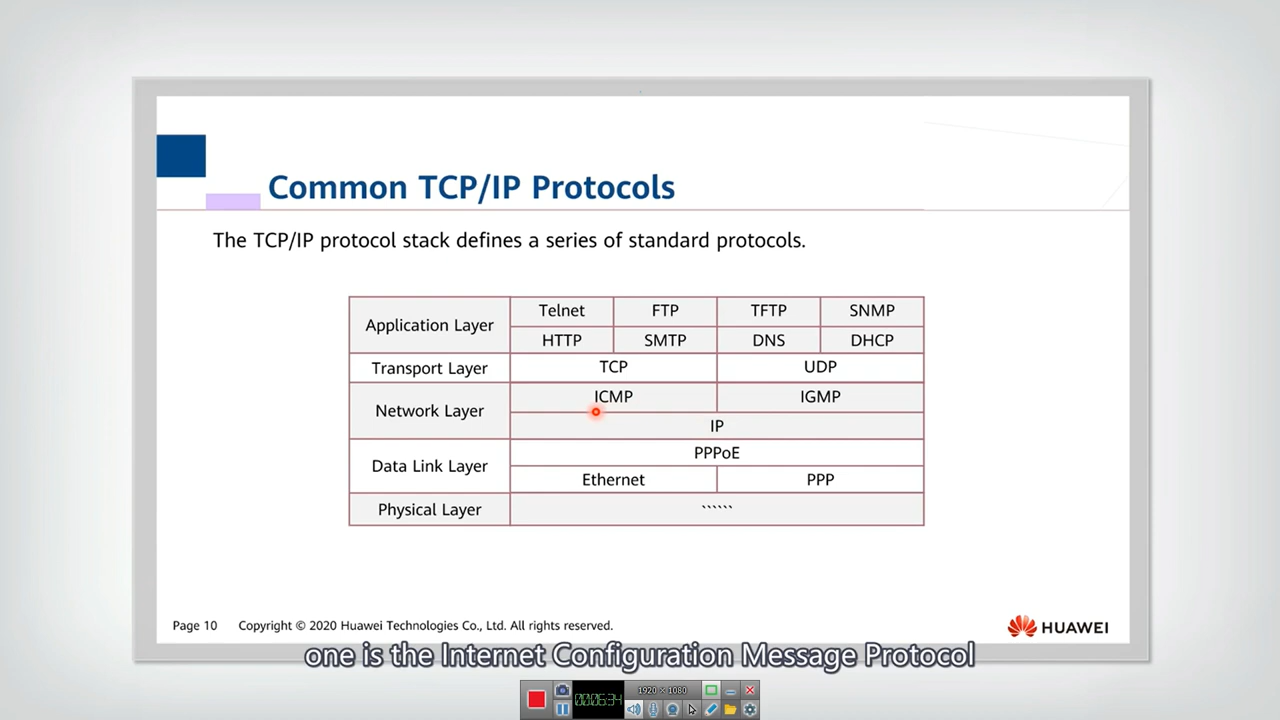 Common TCP/IP Protocols
The TCP/IP protocol stack defines a series of standard protocols.
Application Layer
Telnet FTP TFTP SNMP
HTTP SMTP DNS DHCP
Transport Layer TCP UDP
Network Layer
ICMP IGMP
IP
Data Link Layer
PPPoE
Ethernet PPP
Physical Layer ``````
Page 10 Copyright © 2020 Huawei Technologies Co., Ltd. All rights reserved.
HUAWEI
one is the Internet Configuration Message Protocol
1920 × 1080
00:06:34